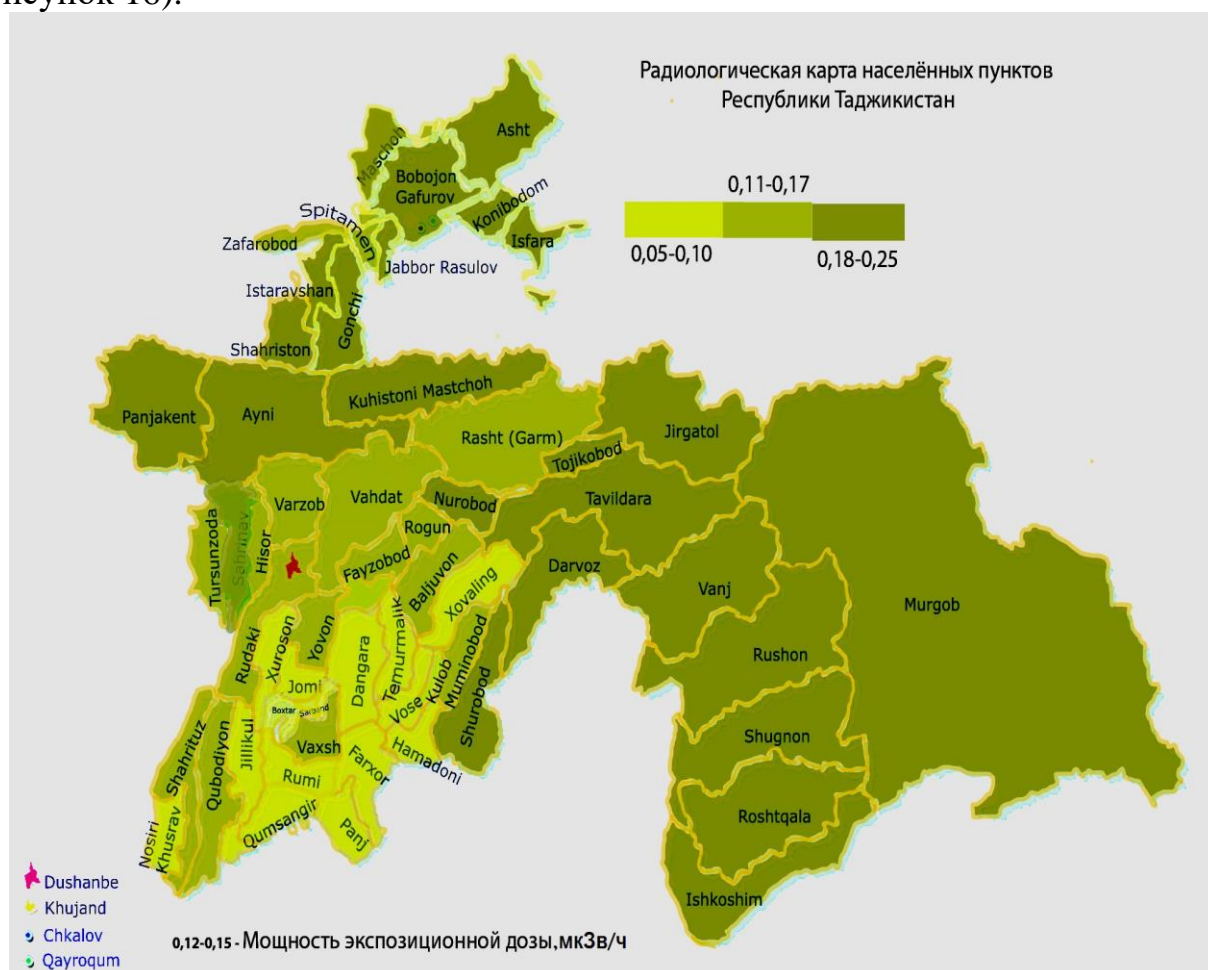 исунок 18).
Радиологическая карта населённых пунктов
Республики Таджикистан
0,11-0,17
0,05-0,10
0,18-0,25
Asht
Maschoh
Bobojon
Gafurov
Konibodom
Spitamen
Isfara
Zafarobod
Jabbor Rasulov
Istaravshan
Gonchi
Shahriston
Kuhistoni Mastchoh
Panjakent
Ayni
Rasht (Garm)
Jirgatol
Tojikobod
Varzob
Vahdat
Nurobod
Tavildara
Rogun
Tursunzoda
Sahrinav
Hisor
Fayzobod
Baljuvon
Xovaling
Darvoz
Vanj
Murgob
Rudaki
Xuroson
Yovon
Dangara
Temurmalik
Kulob
Muminobod
Shurobod
Rushon
Jomi
Vose
Boxtar
Sarband
Shahrituz
Qubodiyon
Jillikul
Vaxsh
Farxor
Hamadoni
Shugnon
Rumi
Qumsangir
Panj
Roshtqala
Nosiri
Khusrav
Ishkoshim
Dushanbe
Khujand
Chkalov
Qayroqum
0,12-0,15 - Мощность экспозиционной дозы,мкЗв/ч